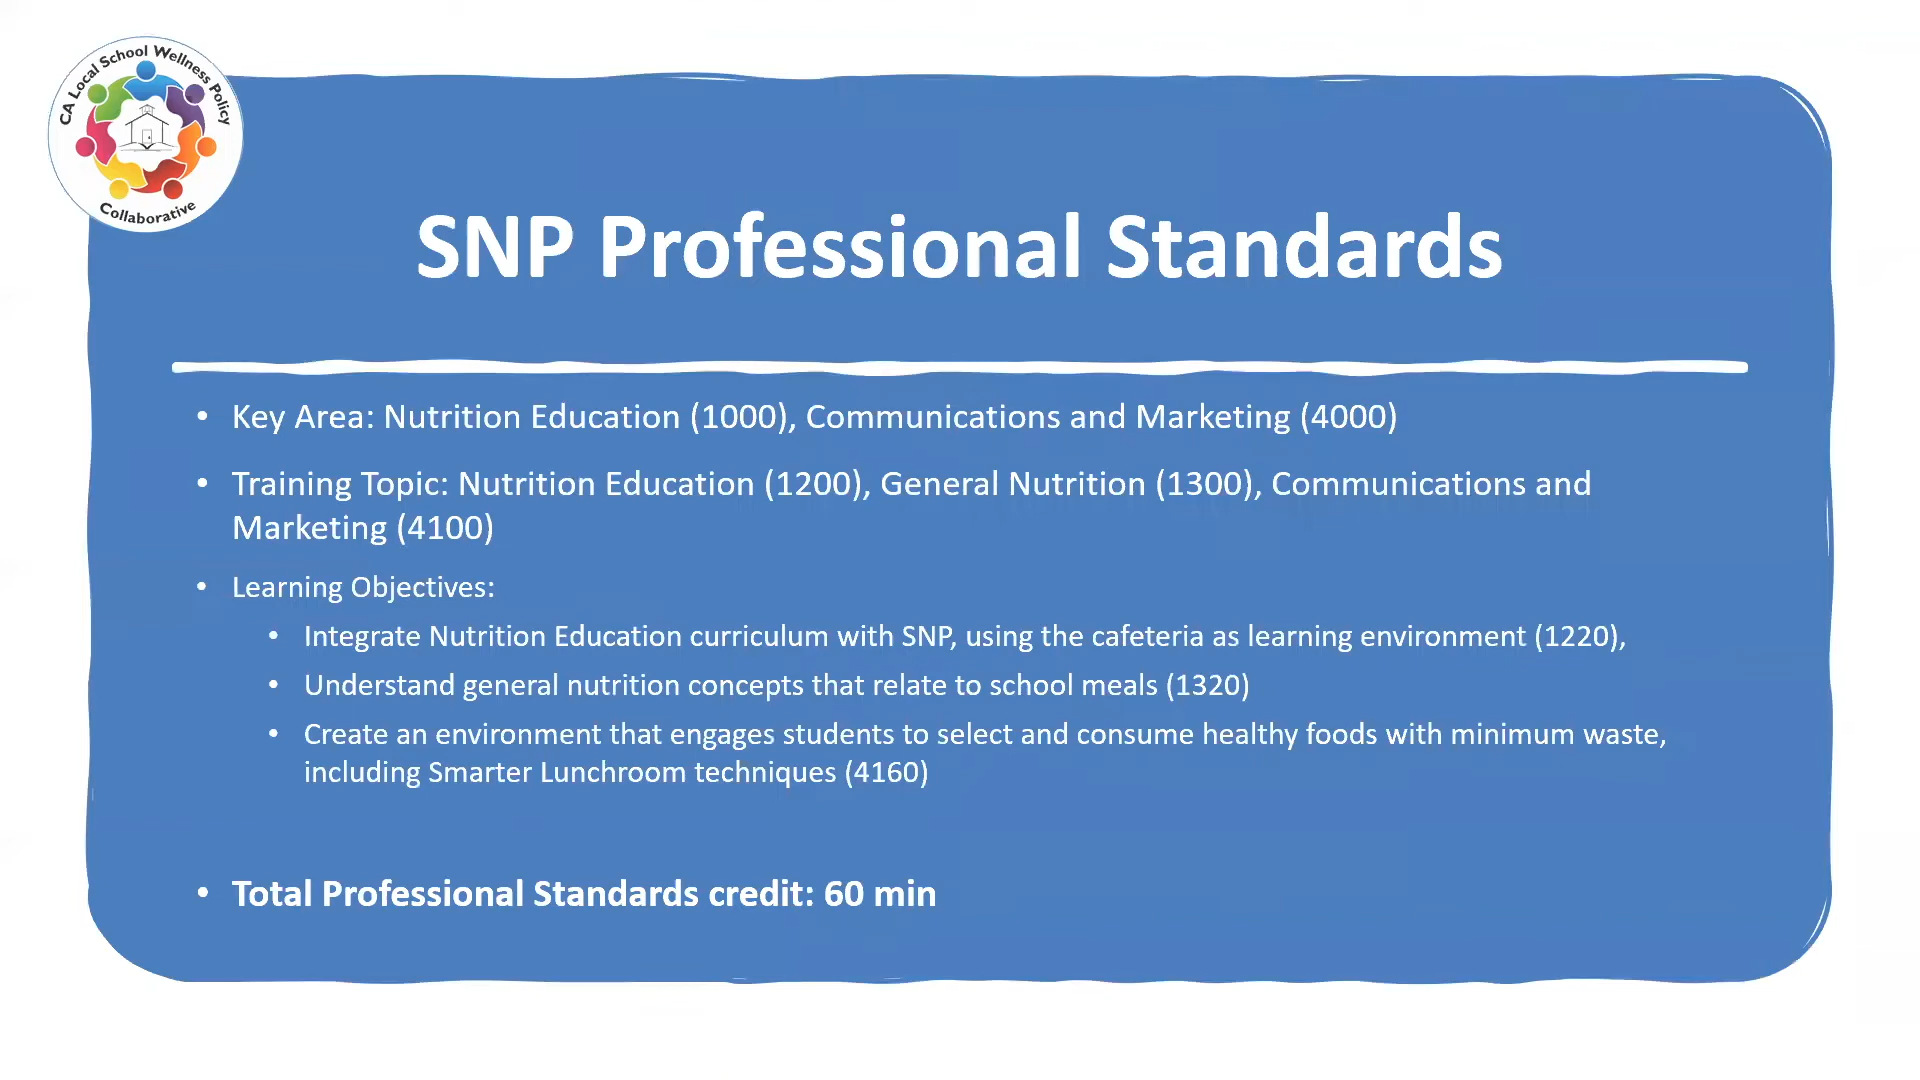 CA Local School Wellness Policy
Collaborative
SNP Professional Standards
• Key Area: Nutrition Education (1000), Communications and Marketing (4000)
• Training Topic: Nutrition Education (1200), General Nutrition (1300), Communications and
Marketing (4100)
• Learning Objectives:
• Integrate Nutrition Education curriculum with SNP, using the cafeteria as learning environment (1220),
• Understand general nutrition concepts that relate to school meals (1320)
• Create an environment that engages students to select and consume healthy foods with minimum waste,
including Smarter Lunchroom techniques (4160)
• Total Professional Standards credit: 60 min